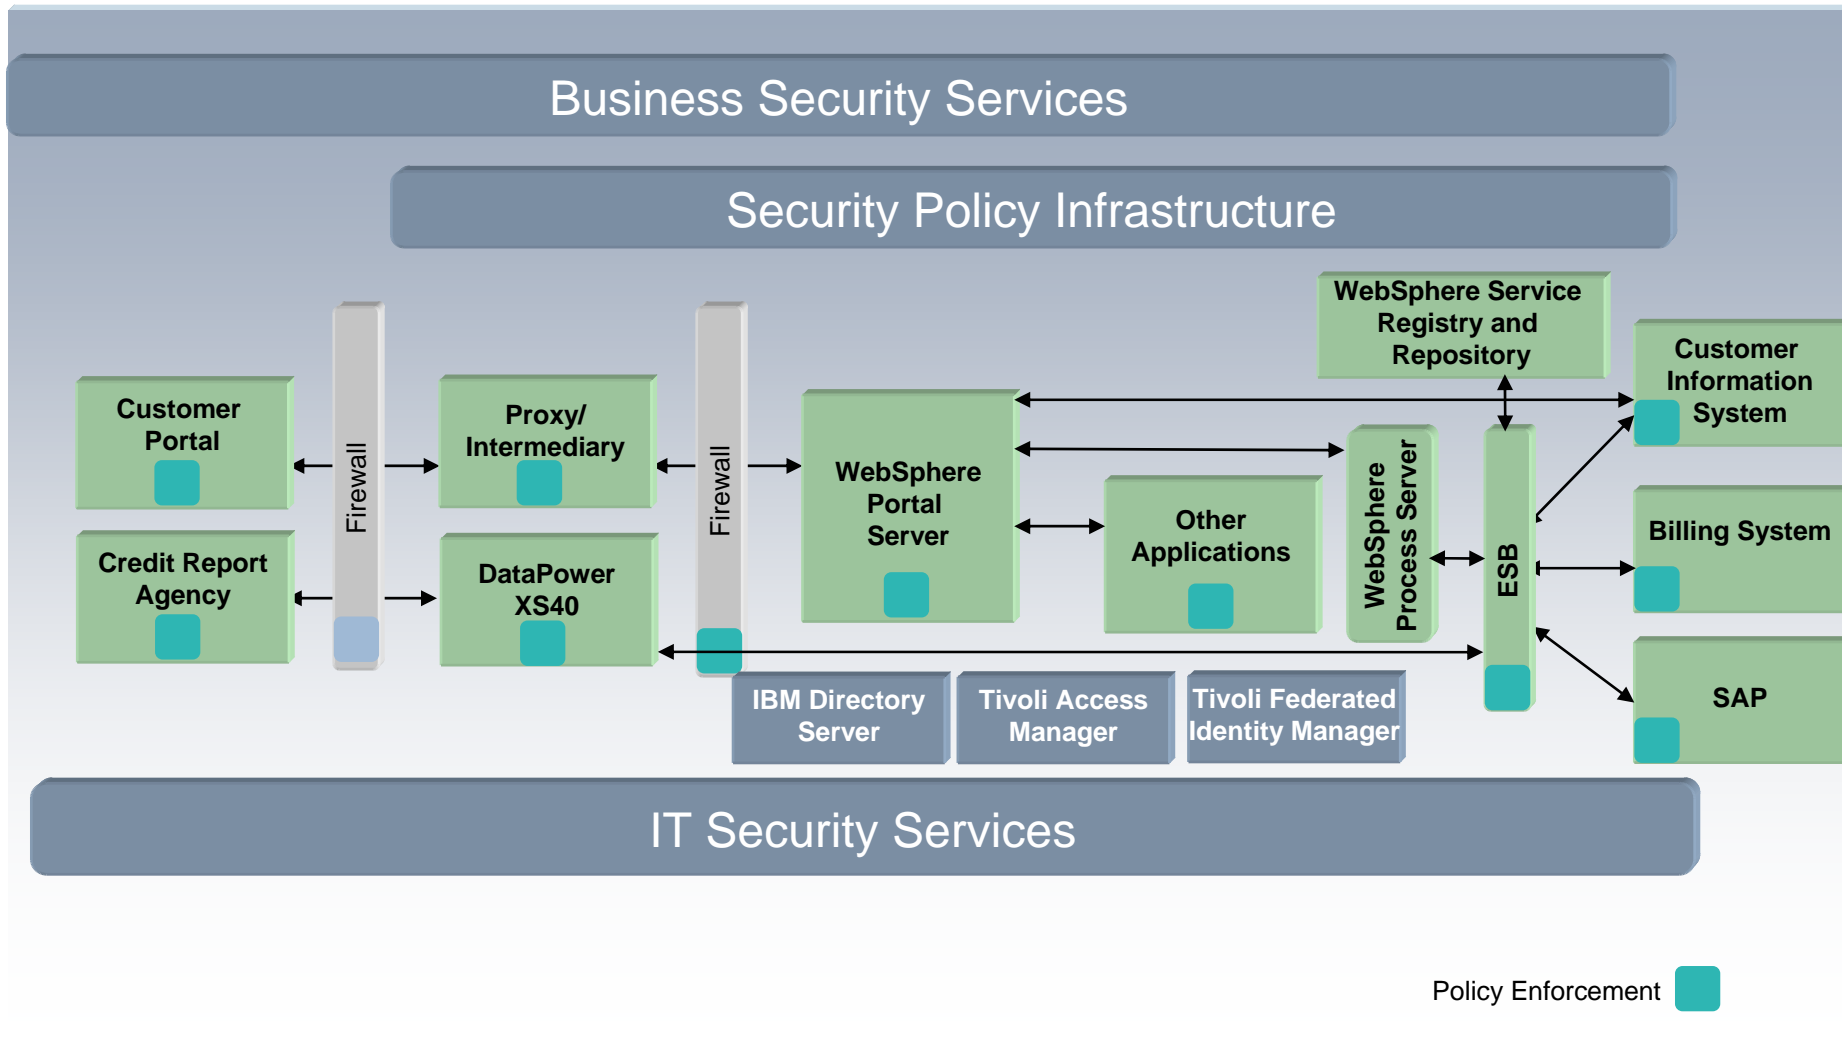 Business Security Services
Security Policy Infrastructure
WebSphere Service
Registry and
Repository
Customer
Information
System
Customer
Portal
Firewall
Proxy/
Intermediary
Firewall
WebSphere
Portal
Server
Other
Applications
WebSphere
Process Server
ESB
Billing System
Credit Report
Agency
DataPower
XS40
IBM Directory
Server
Tivoli Access
Manager
Tivoli Federated
Identity Manager
SAP
IT Security Services
Policy Enforcement